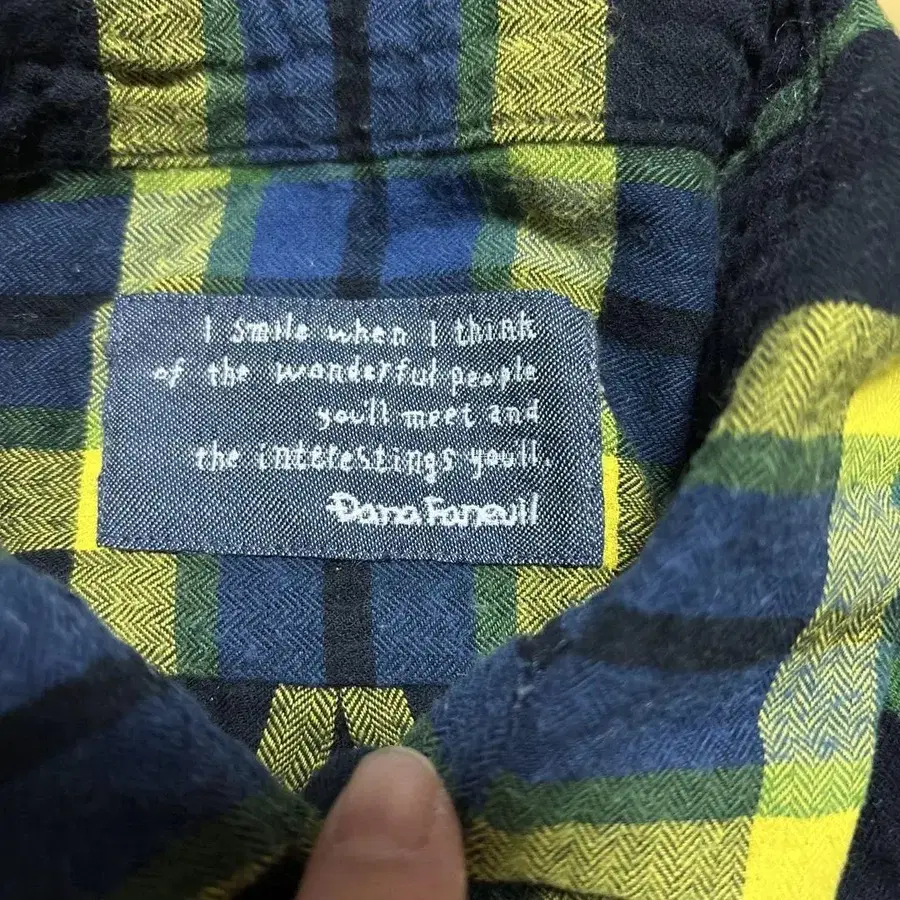 I smile when I think
of the wonderful people
you'll meet and
the interestings you'll.
Dana Faneuil